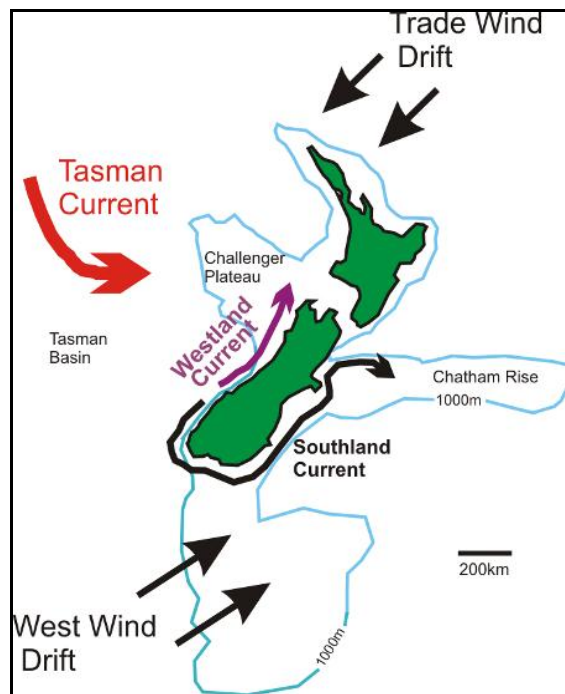 Trade Wind
Drift
Tasman
Current
Challenger
Plateau
Westland
Current
Tasman
Basin
Chatham Rise
1000m
Southland
Current
200km
West Wind
Drift
1000m